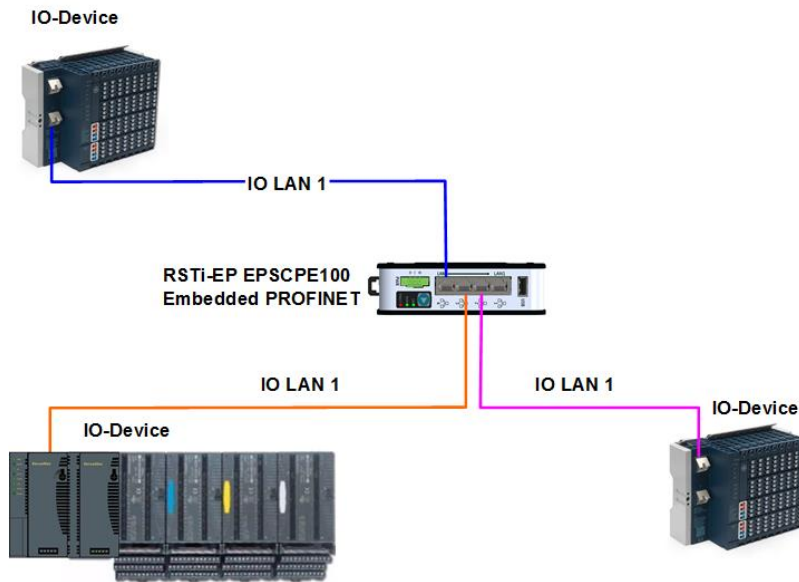 IO-Device
IO LAN 1
RSTi-EP EPSCPE100
Embedded PROFINET
IO LAN 1
IO LAN 1
IO-Device
IO-Device